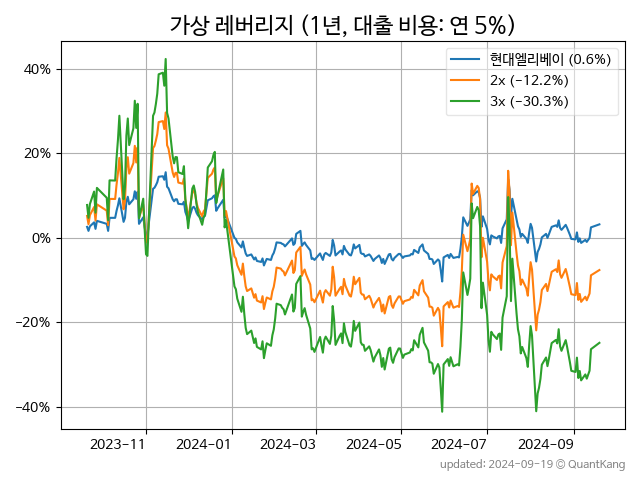 가상 레버리지 (1년, 대출 비용: 연 5%)
현대엘리베이 (0.6%)
2x (−12.2%)
3x (−30.3%)
40%
20%
0%
−20%
−40%
2023−11 2024−01 2024−03 2024−05 2024−07 2024−09
updated: 2024-09-19 © QuantKang